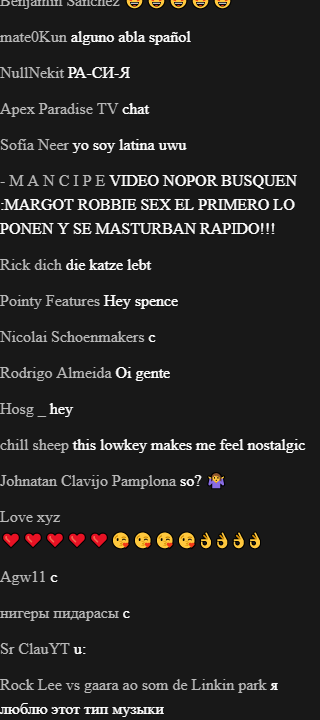 Benjamin Sanchez 😂 😂 😂 😂 😂
mate0Kun alguno abla spañol
NullNekit РА-СИ-Я
Apex Paradise TV chat
Sofía Neer yo soy latina uwu
- M A N C I P E VIDEO NOPOR BUSQUEN
:MARGOT ROBBIE SEX EL PRIMERO LO
PONEN Y SE MASTURBAN RAPIDO!!!
Rick dich die katze lebt
Pointy Features Hey spence
Nicolai Schoenmakers c
Rodrigo Almeida Oi gente
Hosg _ hey
chill sheep this lowkey makes me feel nostalgic
Johnatan Clavijo Pamplona so? 🤷‍♀️
Love xyz
❤❤❤❤❤😘😘😘😘👌👌👌👌
Agw11 c
нигеры пидарасы c
Sr ClauYT u:
Rock Lee vs gaara ao som de Linkin park я
люблю этот тип музыки